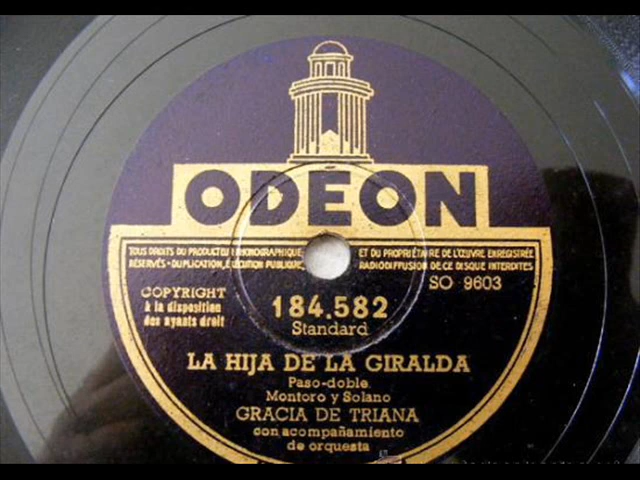 ODEON
TOUS DROITS DU PRODUCTEUR PHONOGRAPHIQUE ET DU PROPRIÉTAIRE DE L'ŒUVRE ENREGISTRÉE
RÉSERVÉS · DUPLICATION, EXÉCUTION PUBLIQUE, RADIODIFFUSION DE CE DISQUE INTERDITES
SO 9603
COPYRIGHT
à la disposition
des ayants droit
184.582
Standard
LA HIJA DE LA GIRALDA
Paso-doble.
Montoro y Solano
GRACIA DE TRIANA
con acompañamiento
de orquesta